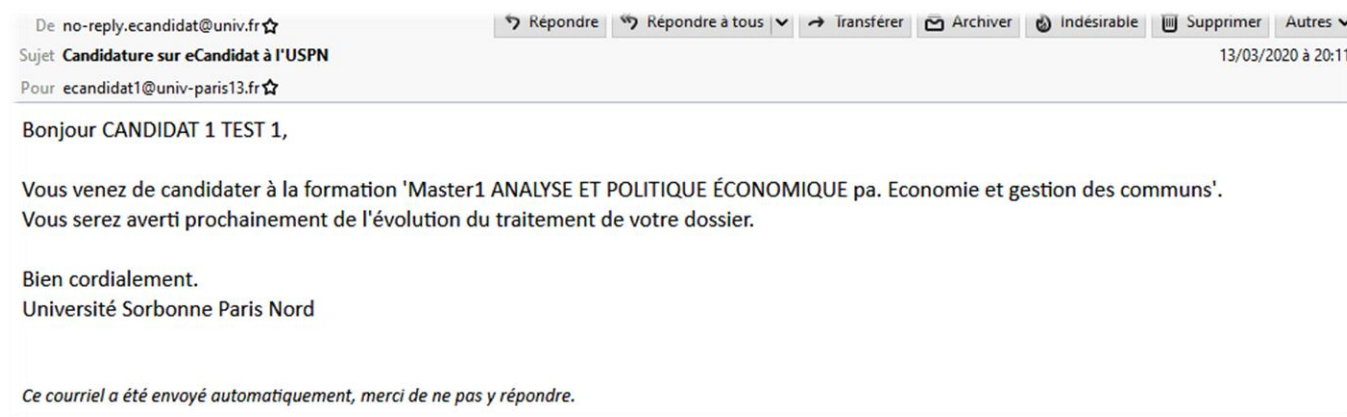 De no-reply.ecandidat@univ.fr Répondre Répondre à tous Transférer Archiver Indésirable Supprimer Autres
Sujet Candidature sur eCandidat à l'USPN 13/03/2020 à 20:11
Pour ecandidat1@univ-paris13.fr
Bonjour CANDIDAT 1 TEST 1,
Vous venez de candidater à la formation 'Master1 ANALYSE ET POLITIQUE ÉCONOMIQUE pa. Economie et gestion des communs'.
Vous serez averti prochainement de l'évolution du traitement de votre dossier.
Bien cordialement.
Université Sorbonne Paris Nord
Ce courriel a été envoyé automatiquement, merci de ne pas y répondre.